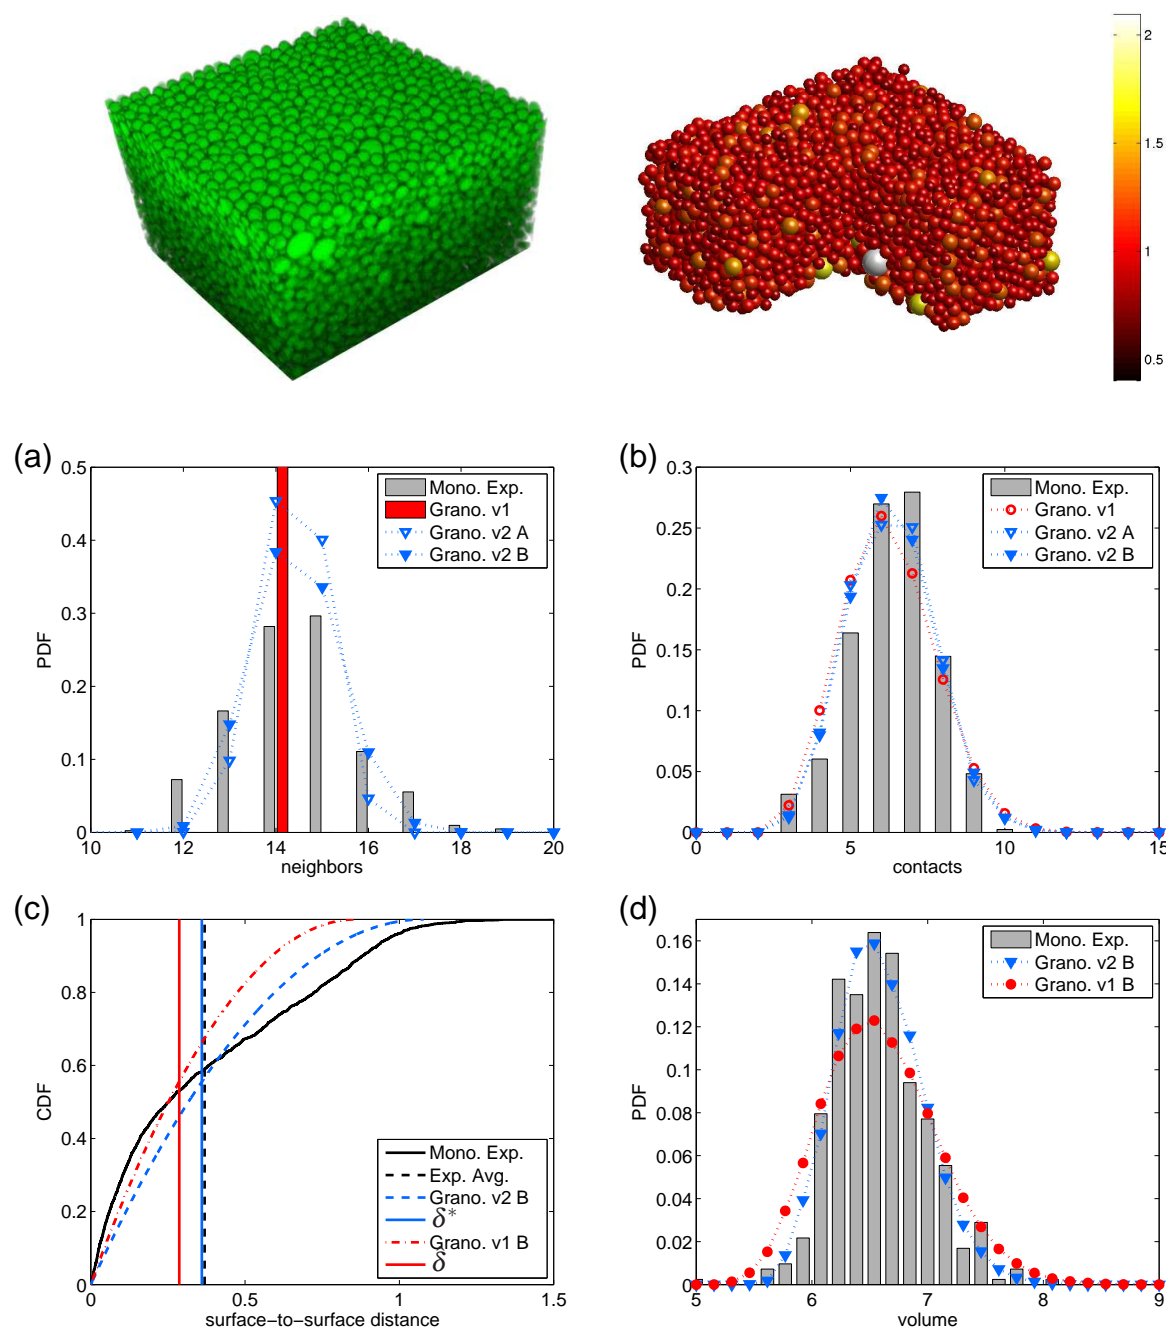 2
1.5
1
0.5
(a)
0.5
0.4
0.3
0.2
0.1
0
PDF
10 12 14 16 18 20
neighbors
Mono. Exp.
Grano. v1
Grano. v2 A
Grano. v2 B
(b)
0.3
0.25
0.2
0.15
0.1
0.05
0
PDF
0 5 10 15
contacts
Mono. Exp.
Grano. v1
Grano. v2 A
Grano. v2 B
(c)
1
0.8
0.6
0.4
0.2
0
CDF
0 0.5 1 1.5
surface−to−surface distance
Mono. Exp.
Exp. Avg.
Grano. v2 B
δ*
Grano. v1 B
δ̂
(d)
0.16
0.14
0.12
0.1
0.08
0.06
0.04
0.02
0
PDF
5 6 7 8 9
volume
Mono. Exp.
Grano. v2 B
Grano. v1 B